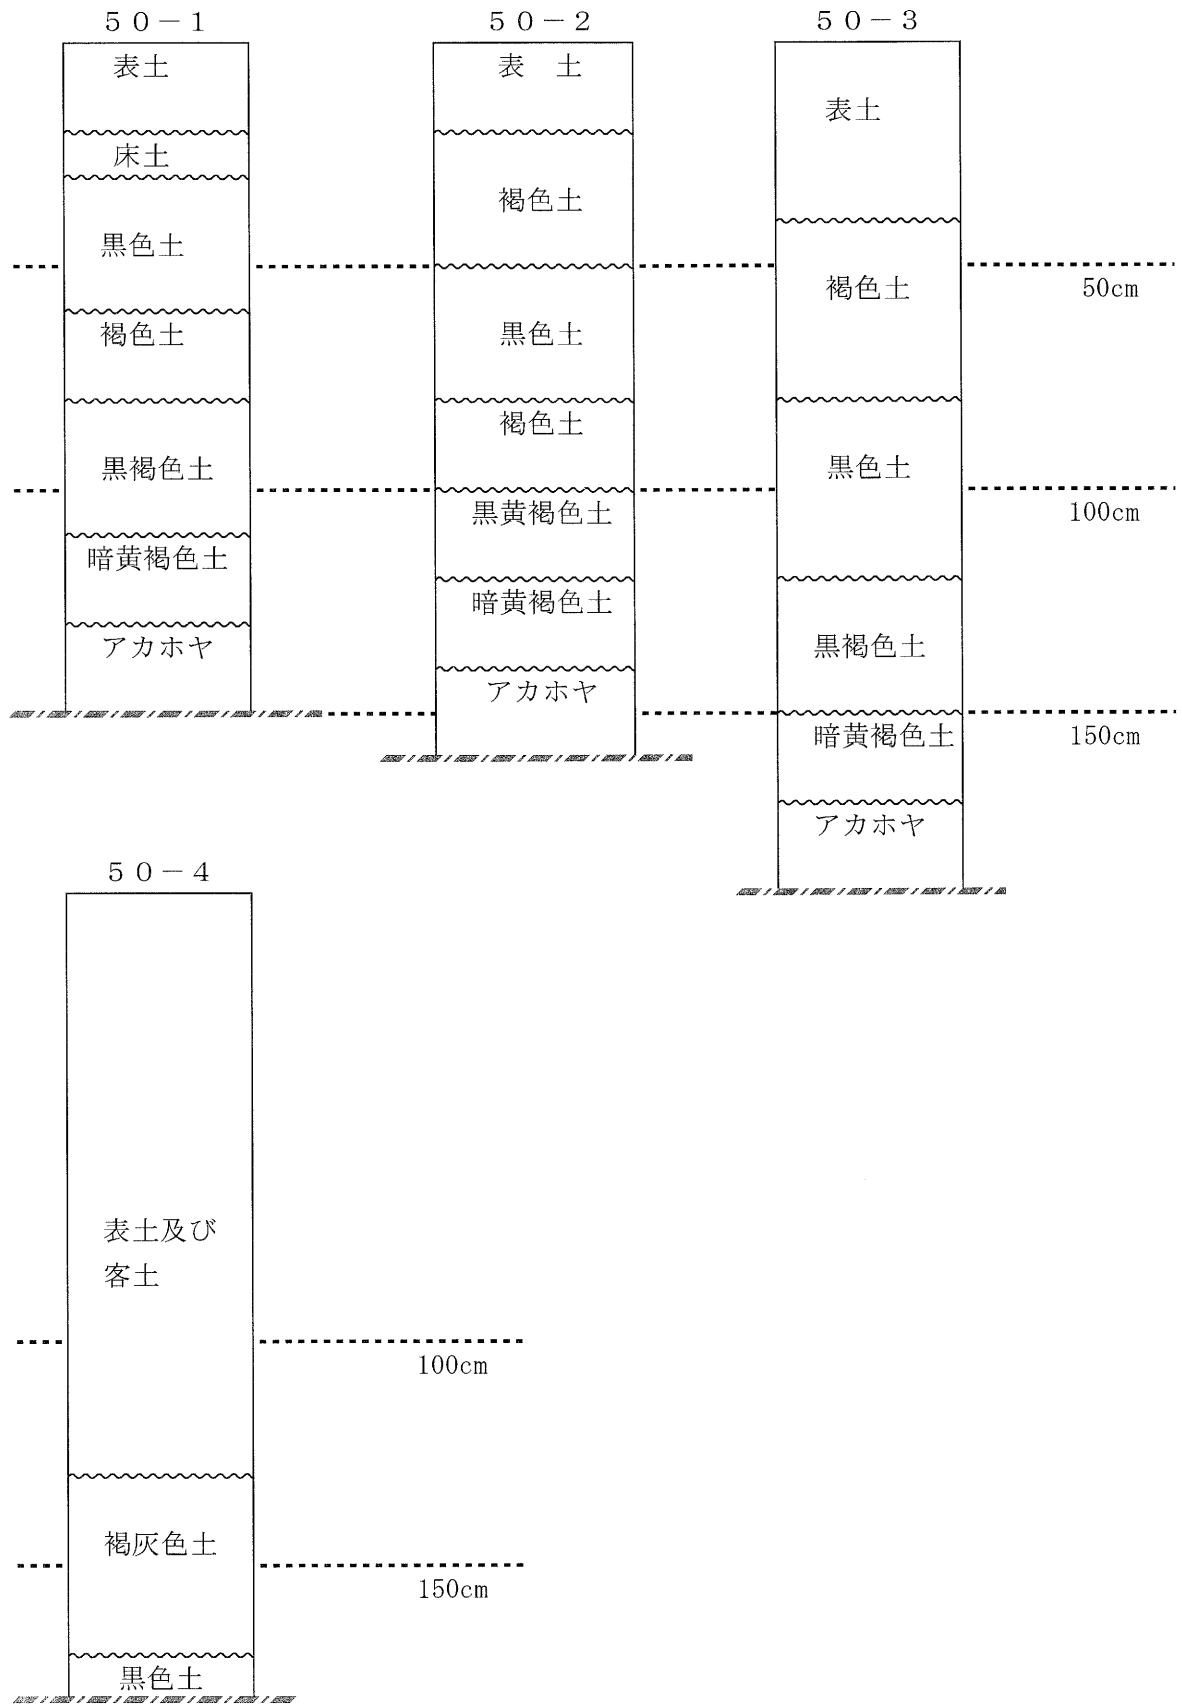 50-1
表土
床土
黒色土
褐色土
黒褐色土
暗黄褐色土
アカホヤ
50-2
表 土
褐色土
黒色土
褐色土
黒黄褐色土
暗黄褐色土
アカホヤ
50-3
表土
褐色土
黒色土
黒褐色土
暗黄褐色土
アカホヤ
50cm
100cm
150cm
50-4
表土及び
客土
褐灰色土
黒色土
100cm
150cm